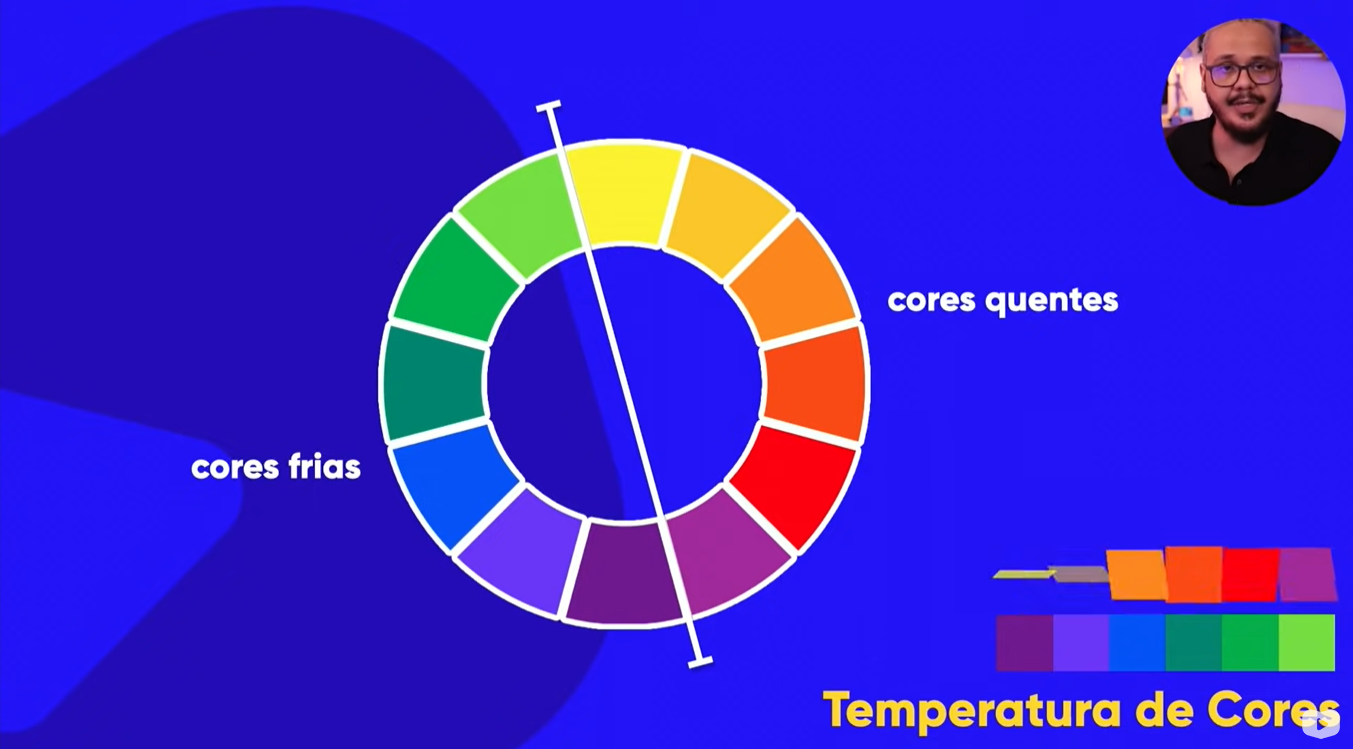 cores quentes
cores frias
Temperatura de Cores